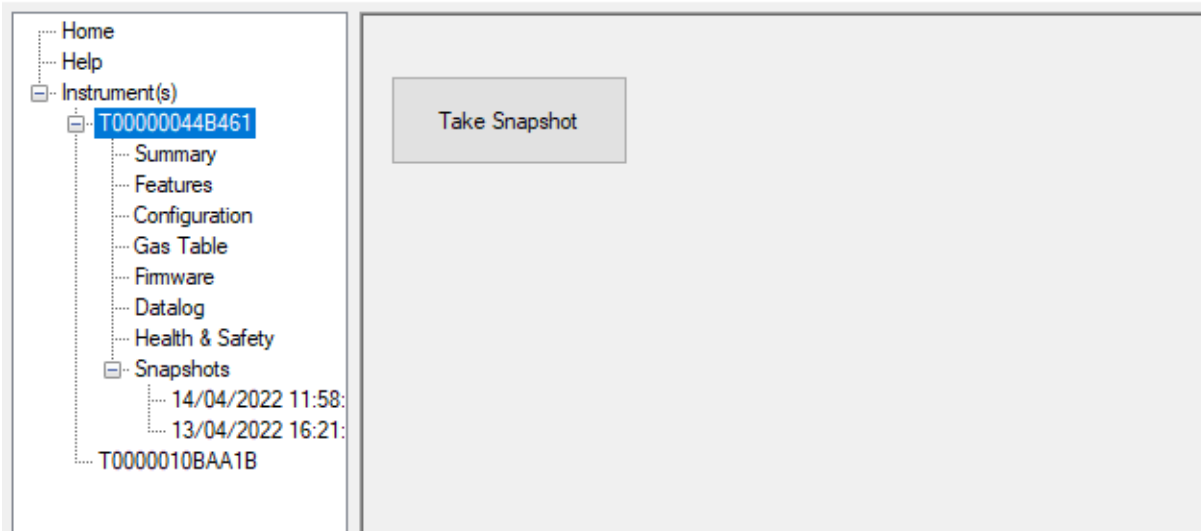 Home
Help
Instrument(s)
T00000044B461
Take Snapshot
Summary
Features
Configuration
Gas Table
Firmware
Datalog
Health & Safety
Snapshots
14/04/2022 11:58:
13/04/2022 16:21:
T0000010BAA1B